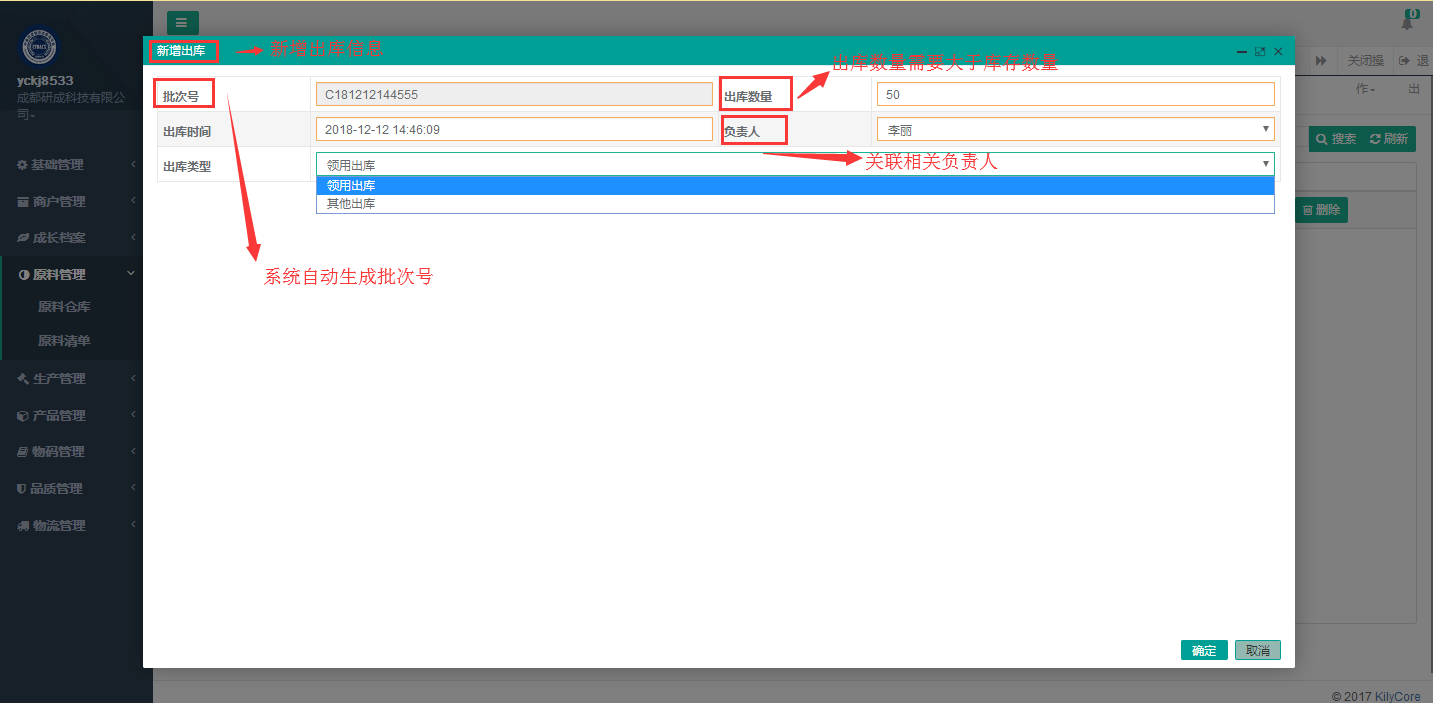 0
新增出库
新增出库信息
出库数量需要大于库存数量
yckj8533
成都研成科技有限公
司
关闭操
作
退
出
批次号
C181212144555
出库数量
50
出库时间
2018-12-12 14:46:09
负责人
李丽
搜索
刷新
出库类型
领用出库
关联相关负责人
领用出库
其他出库
删除
系统自动生成批次号
基础管理
商户管理
成长档案
原料管理
原料仓库
原料清单
生产管理
产品管理
物码管理
品质管理
物流管理
确定
取消
© 2017 KilyCore